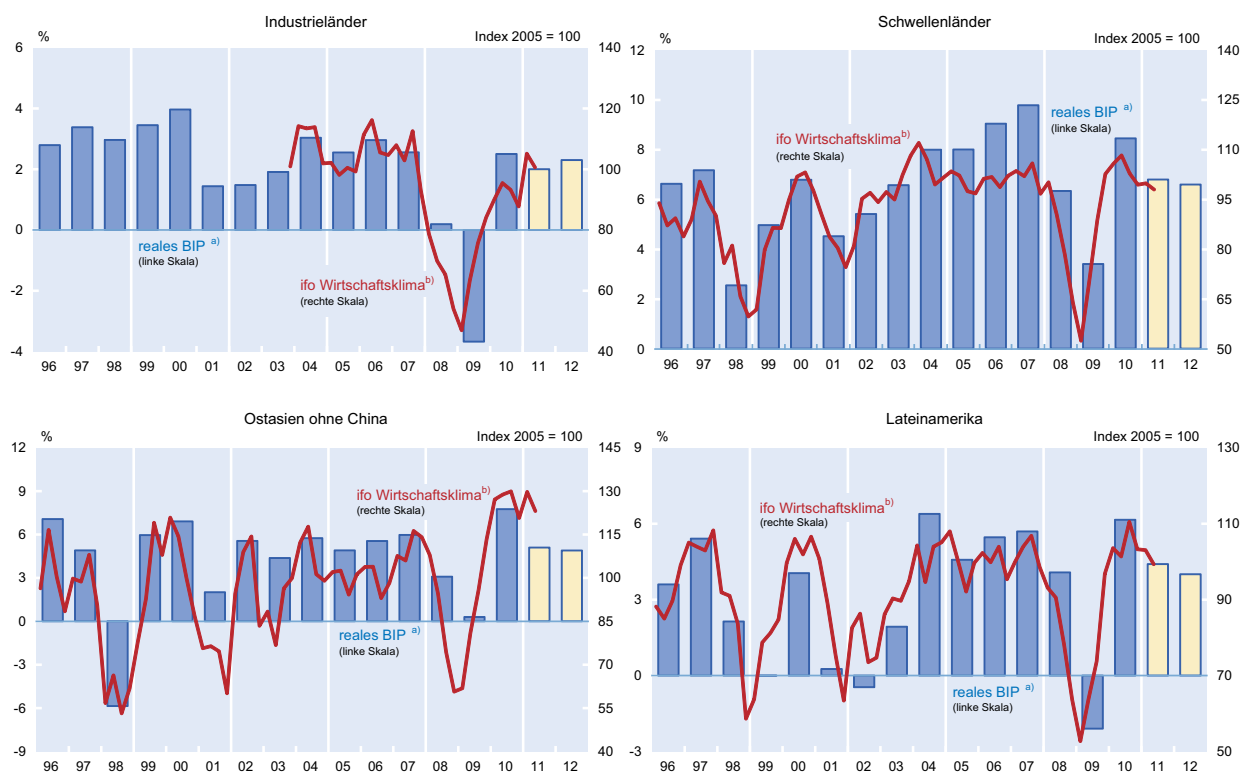 Industrieländer
% Index 2005 = 100
6 140
4 120
2 100
0 80
-2 60
-4 40
reales BIP a)
(linke Skala)
ifo Wirtschaftsklima b)
(rechte Skala)
96 97 98 99 00 01 02 03 04 05 06 07 08 09 10 11 12
Schwellenländer
% Index 2005 = 100
12 140
10 125
8 110
6 95
4 80
2 65
0 50
reales BIP a)
(linke Skala)
ifo Wirtschaftsklima b)
(rechte Skala)
96 97 98 99 00 01 02 03 04 05 06 07 08 09 10 11 12
Ostasien ohne China
% Index 2005 = 100
12 145
9 130
6 115
3 100
0 85
-3 70
-6 55
-9 40
ifo Wirtschaftsklima b)
(rechte Skala)
reales BIP a)
(linke Skala)
96 97 98 99 00 01 02 03 04 05 06 07 08 09 10 11 12
Lateinamerika
% Index 2005 = 100
9 130
6 110
3 90
0 70
-3 50
ifo Wirtschaftsklima b)
(rechte Skala)
reales BIP a)
(linke Skala)
96 97 98 99 00 01 02 03 04 05 06 07 08 09 10 11 12